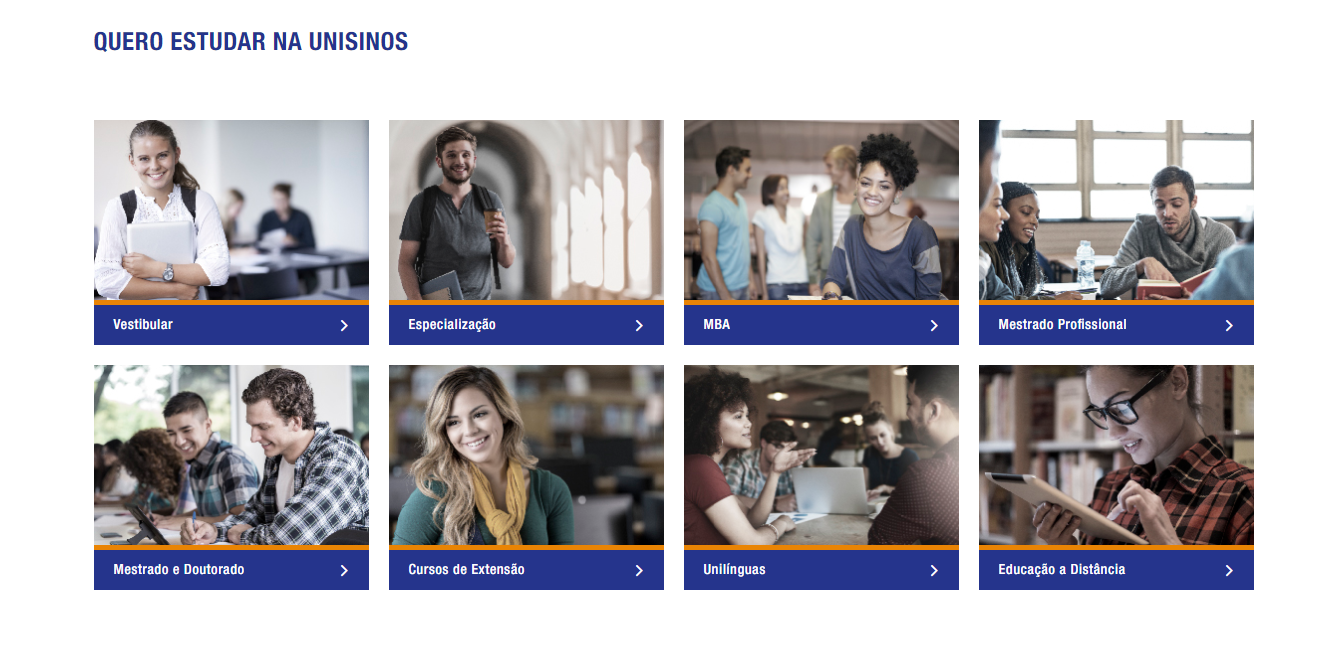 QUERO ESTUDAR NA UNISINOS
Vestibular
Especialização
MBA
Mestrado Profissional
Mestrado e Doutorado
Cursos de Extensão
Unilínguas
Educação a Distância